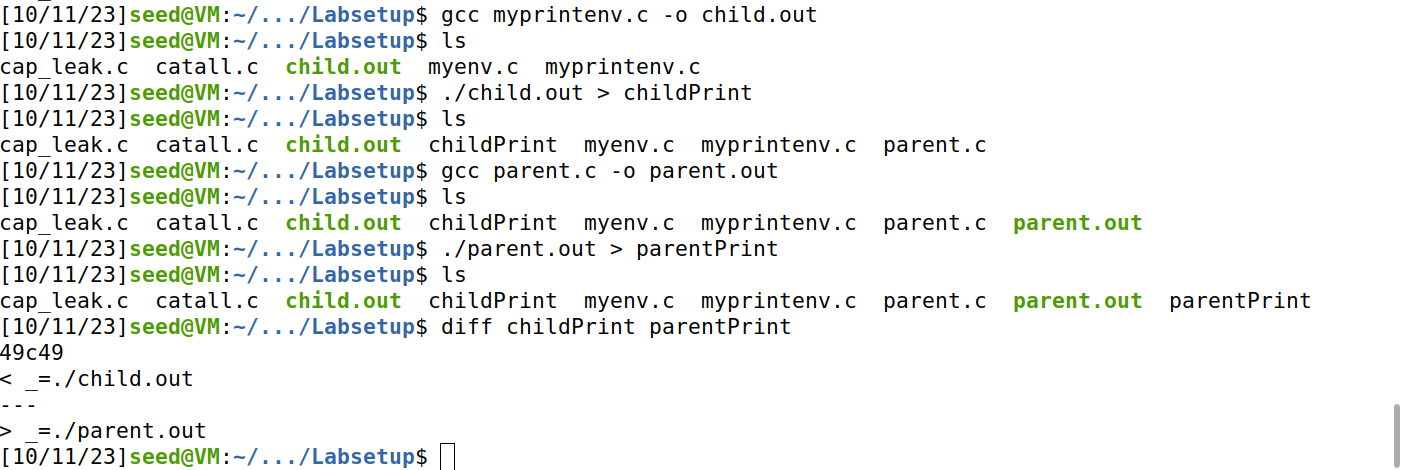 [10/11/23]seed@VM:~/.../Labsetup$ gcc myprintenv.c -o child.out
[10/11/23]seed@VM:~/.../Labsetup$ ls
cap_leak.c  catall.c  child.out  myenv.c  myprintenv.c
[10/11/23]seed@VM:~/.../Labsetup$ ./child.out > childPrint
[10/11/23]seed@VM:~/.../Labsetup$ ls
cap_leak.c  catall.c  child.out  childPrint  myenv.c  myprintenv.c  parent.c
[10/11/23]seed@VM:~/.../Labsetup$ gcc parent.c -o parent.out
[10/11/23]seed@VM:~/.../Labsetup$ ls
cap_leak.c  catall.c  child.out  childPrint  myenv.c  myprintenv.c  parent.c  parent.out
[10/11/23]seed@VM:~/.../Labsetup$ ./parent.out > parentPrint
[10/11/23]seed@VM:~/.../Labsetup$ ls
cap_leak.c  catall.c  child.out  childPrint  myenv.c  myprintenv.c  parent.c  parent.out  parentPrint
[10/11/23]seed@VM:~/.../Labsetup$ diff childPrint parentPrint
49c49
< _=./child.out
---
> _=./parent.out
[10/11/23]seed@VM:~/.../Labsetup$